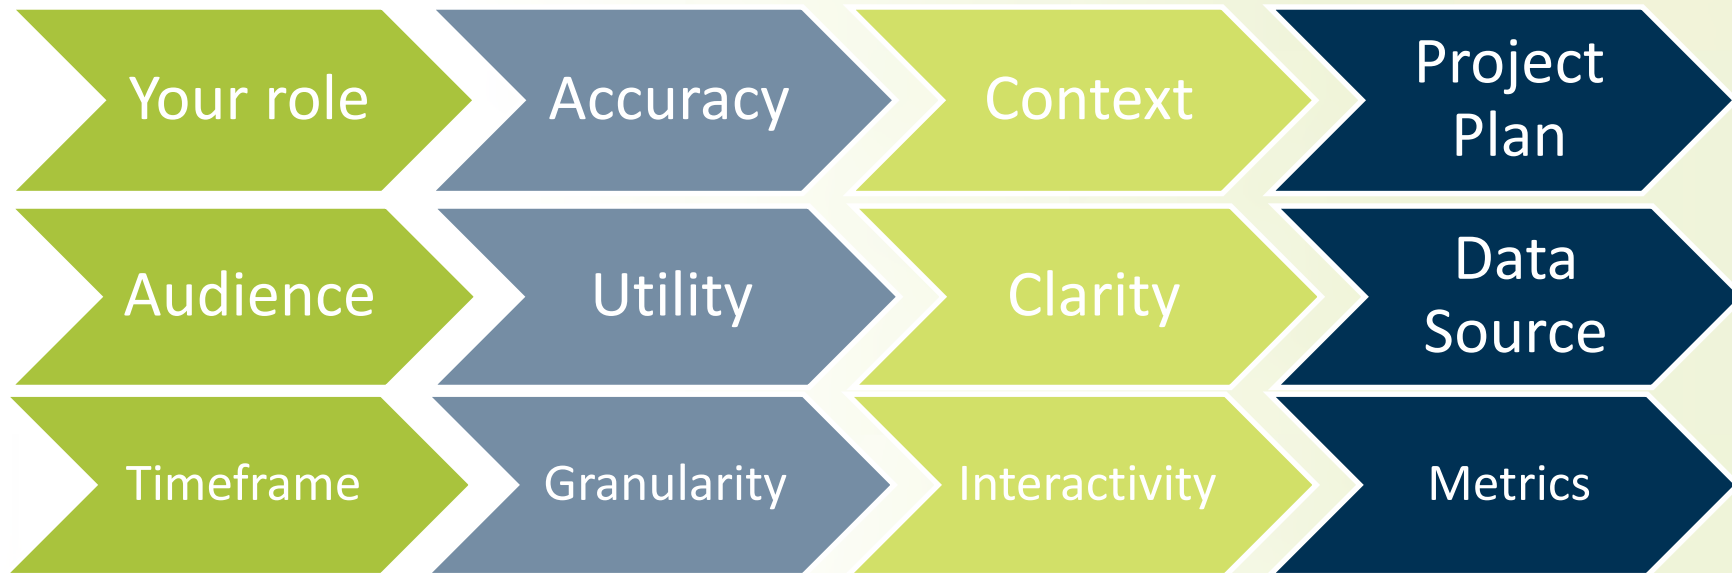 Your role
Accuracy
Context
Project
Plan
Audience
Utility
Clarity
Data
Source
Timeframe
Granularity
Interactivity
Metrics